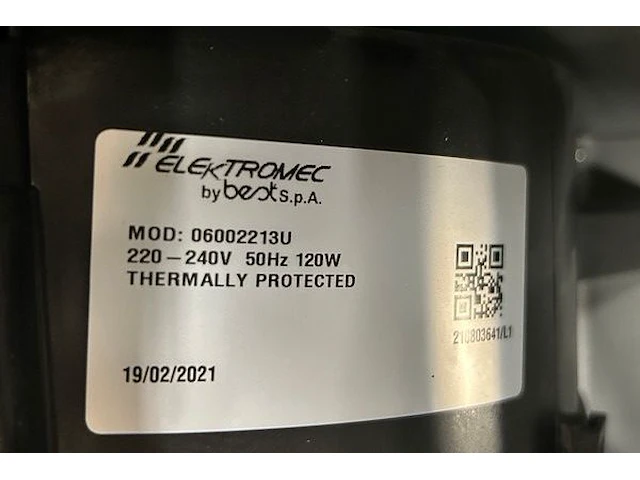 ELEKTROMEC
by best S.p.A.
MOD: 06002213U
220-240V 50Hz 120W
THERMALLY PROTECTED
210803641/L1
19/02/2021